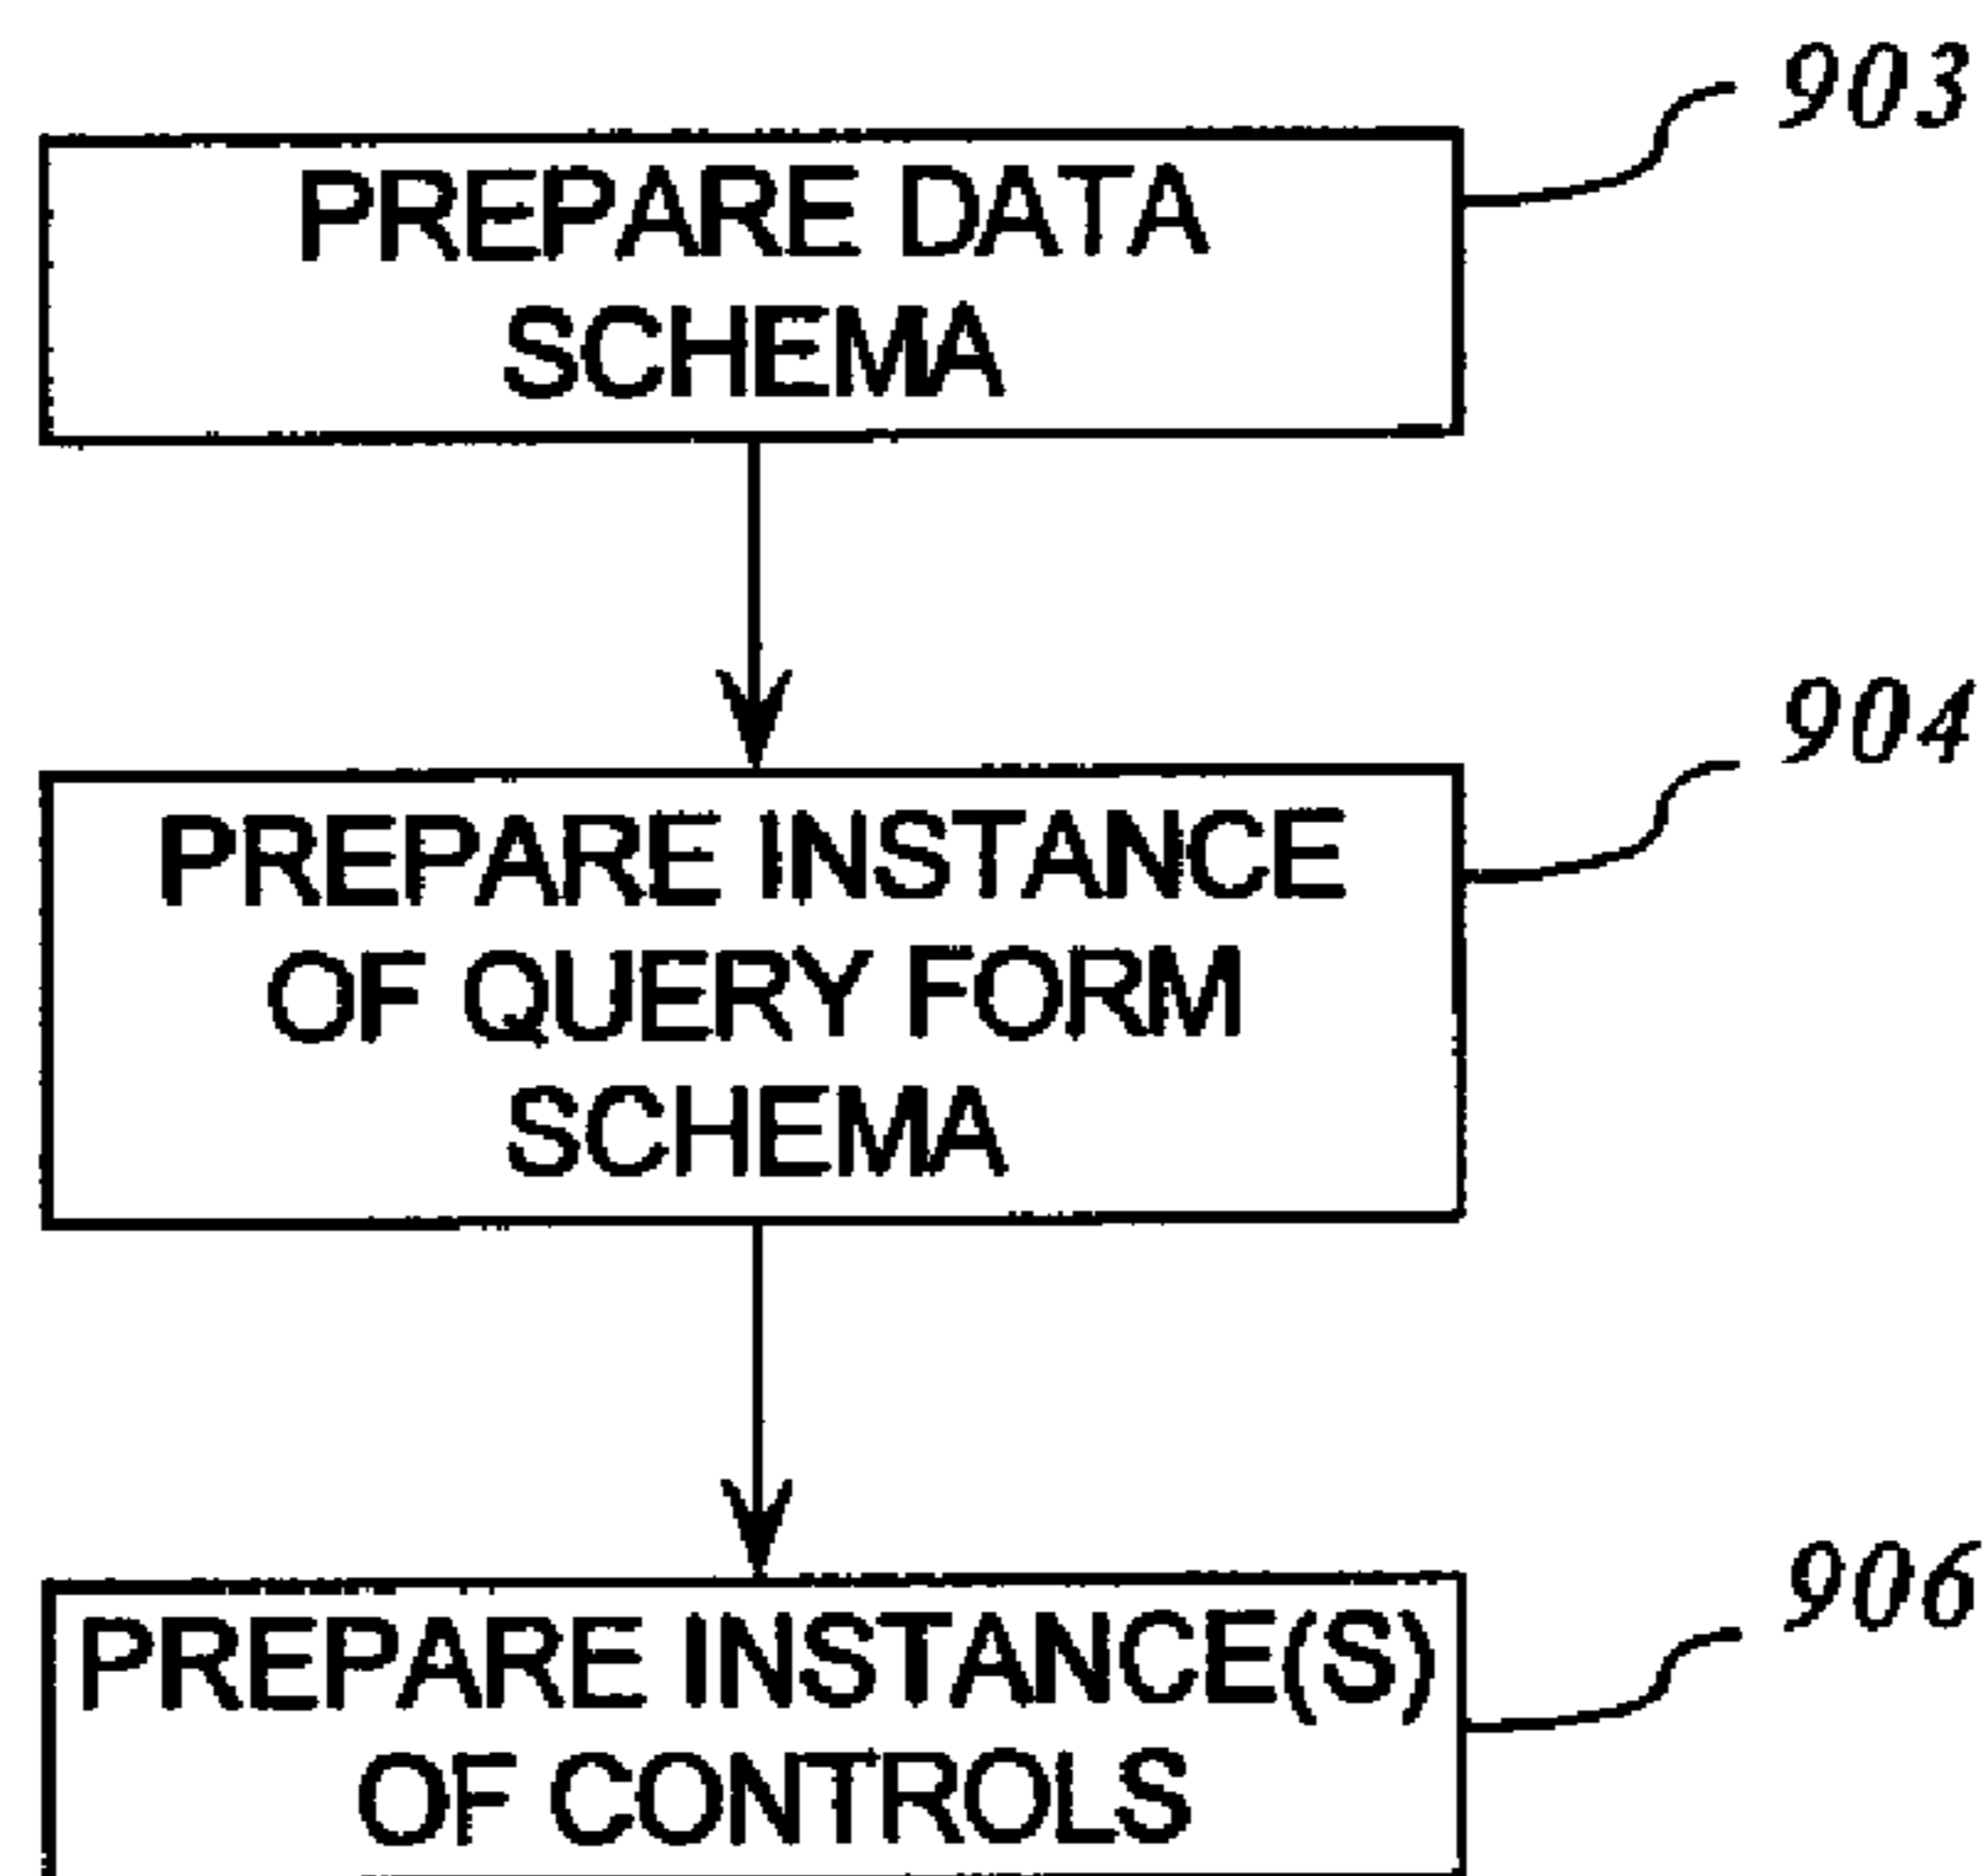 903
PREPARE DATA
SCHEMA
904
PREPARE INSTANCE
OF QUERY FORM
SCHEMA
906
PREPARE INSTANCE(S)
OF CONTROLS